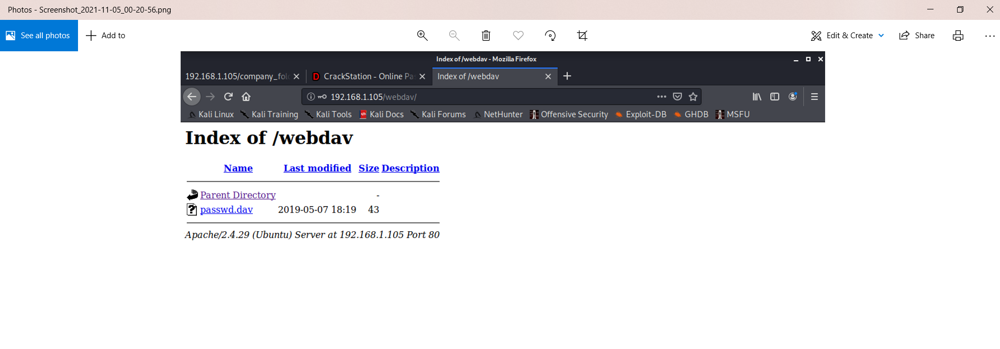 Photos - Screenshot_2021-11-05_00-20-56.png
See all photos Add to Edit & Create Share
Index of /webdav - Mozilla Firefox
192.168.1.105/company_fol CrackStation - Online Pa Index of /webdav
192.168.1.105/webdav/
Kali Linux Kali Training Kali Tools Kali Docs Kali Forums NetHunter Offensive Security Exploit-DB GHDB MSFU
Index of /webdav
Name Last modified Size Description
Parent Directory -
passwd.dav 2019-05-07 18:19 43
Apache/2.4.29 (Ubuntu) Server at 192.168.1.105 Port 80